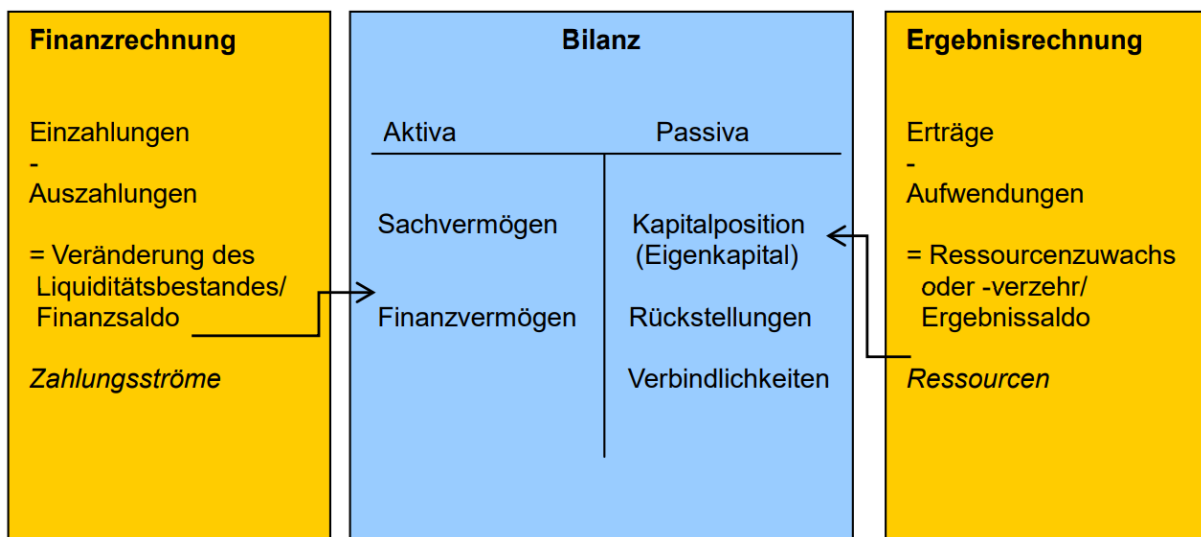 Finanzrechnung
Einzahlungen
-
Auszahlungen
= Veränderung des
Liquiditätsbestandes/
Finanzsaldo
Zahlungsströme
Bilanz
Aktiva
Passiva
Sachvermögen
Finanzvermögen
Kapitalposition
(Eigenkapital)
Rückstellungen
Verbindlichkeiten
Ergebnisrechnung
Erträge
-
Aufwendungen
= Ressourcenzuwachs
oder -verzehr/
Ergebnissaldo
Ressourcen